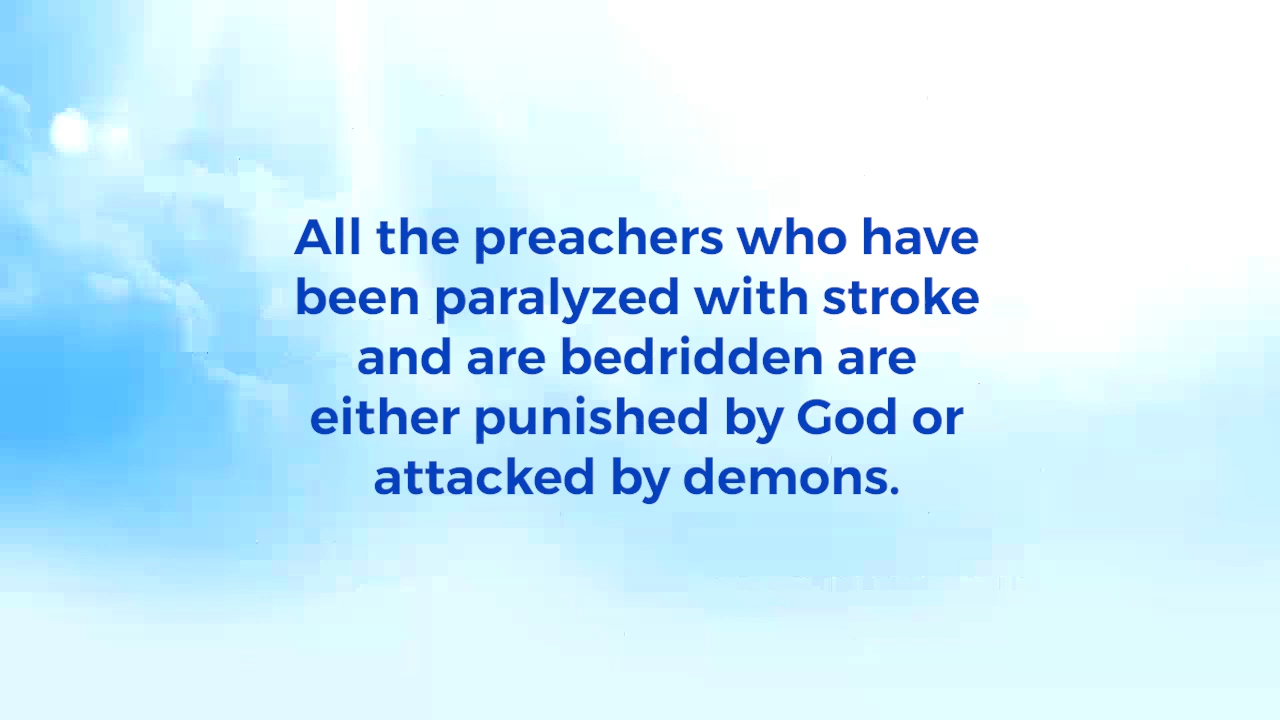 All the preachers who have
been paralyzed with stroke
and are bedridden are
either punished by God or
attacked by demons.